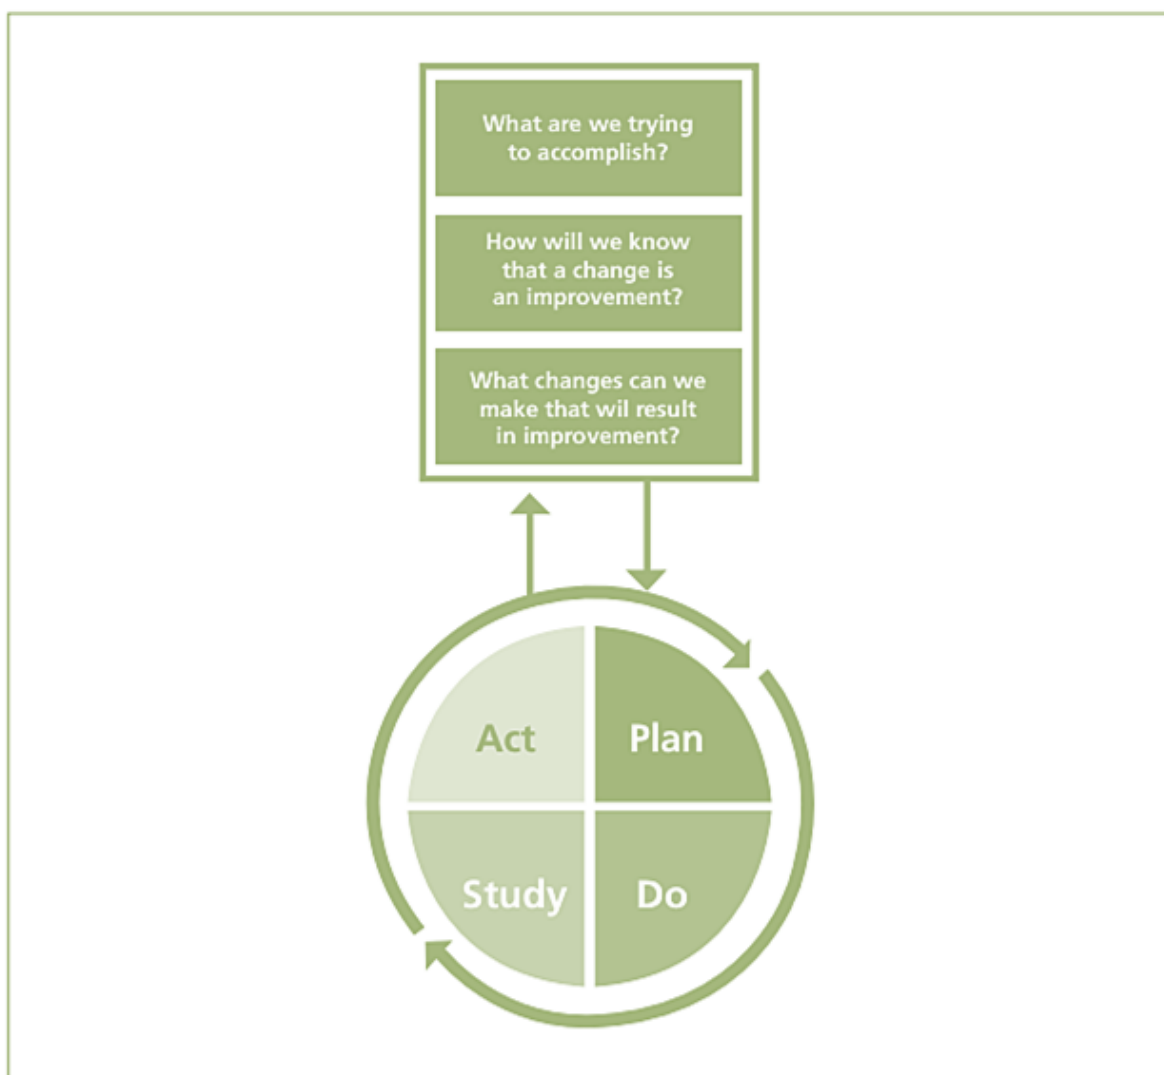 What are we trying
to accomplish?
How will we know
that a change is
an improvement?
What changes can we
make that wil result
in improvement?
Act
Plan
Study
Do